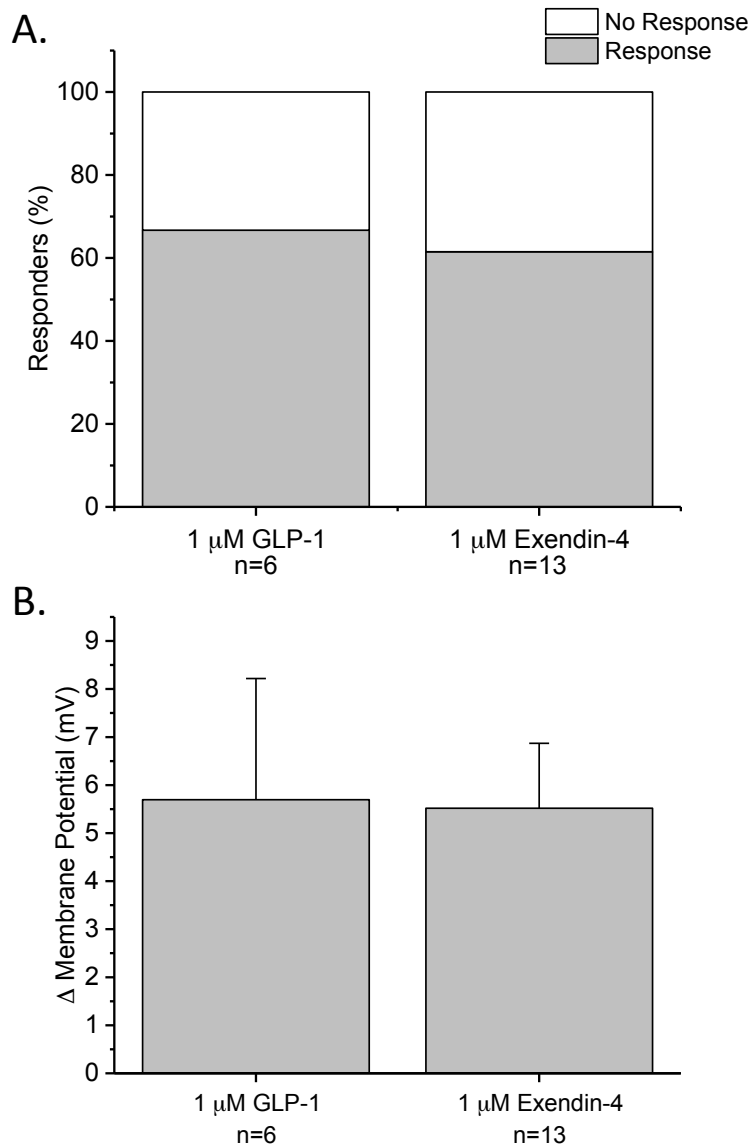 A.
No Response
Response
100
80
60
40
20
0
Responders (%)
1 μM GLP-1
n=6
1 μM Exendin-4
n=13
B.
9
8
7
6
5
4
3
2
1
0
Δ Membrane Potential (mV)
1 μM GLP-1
n=6
1 μM Exendin-4
n=13